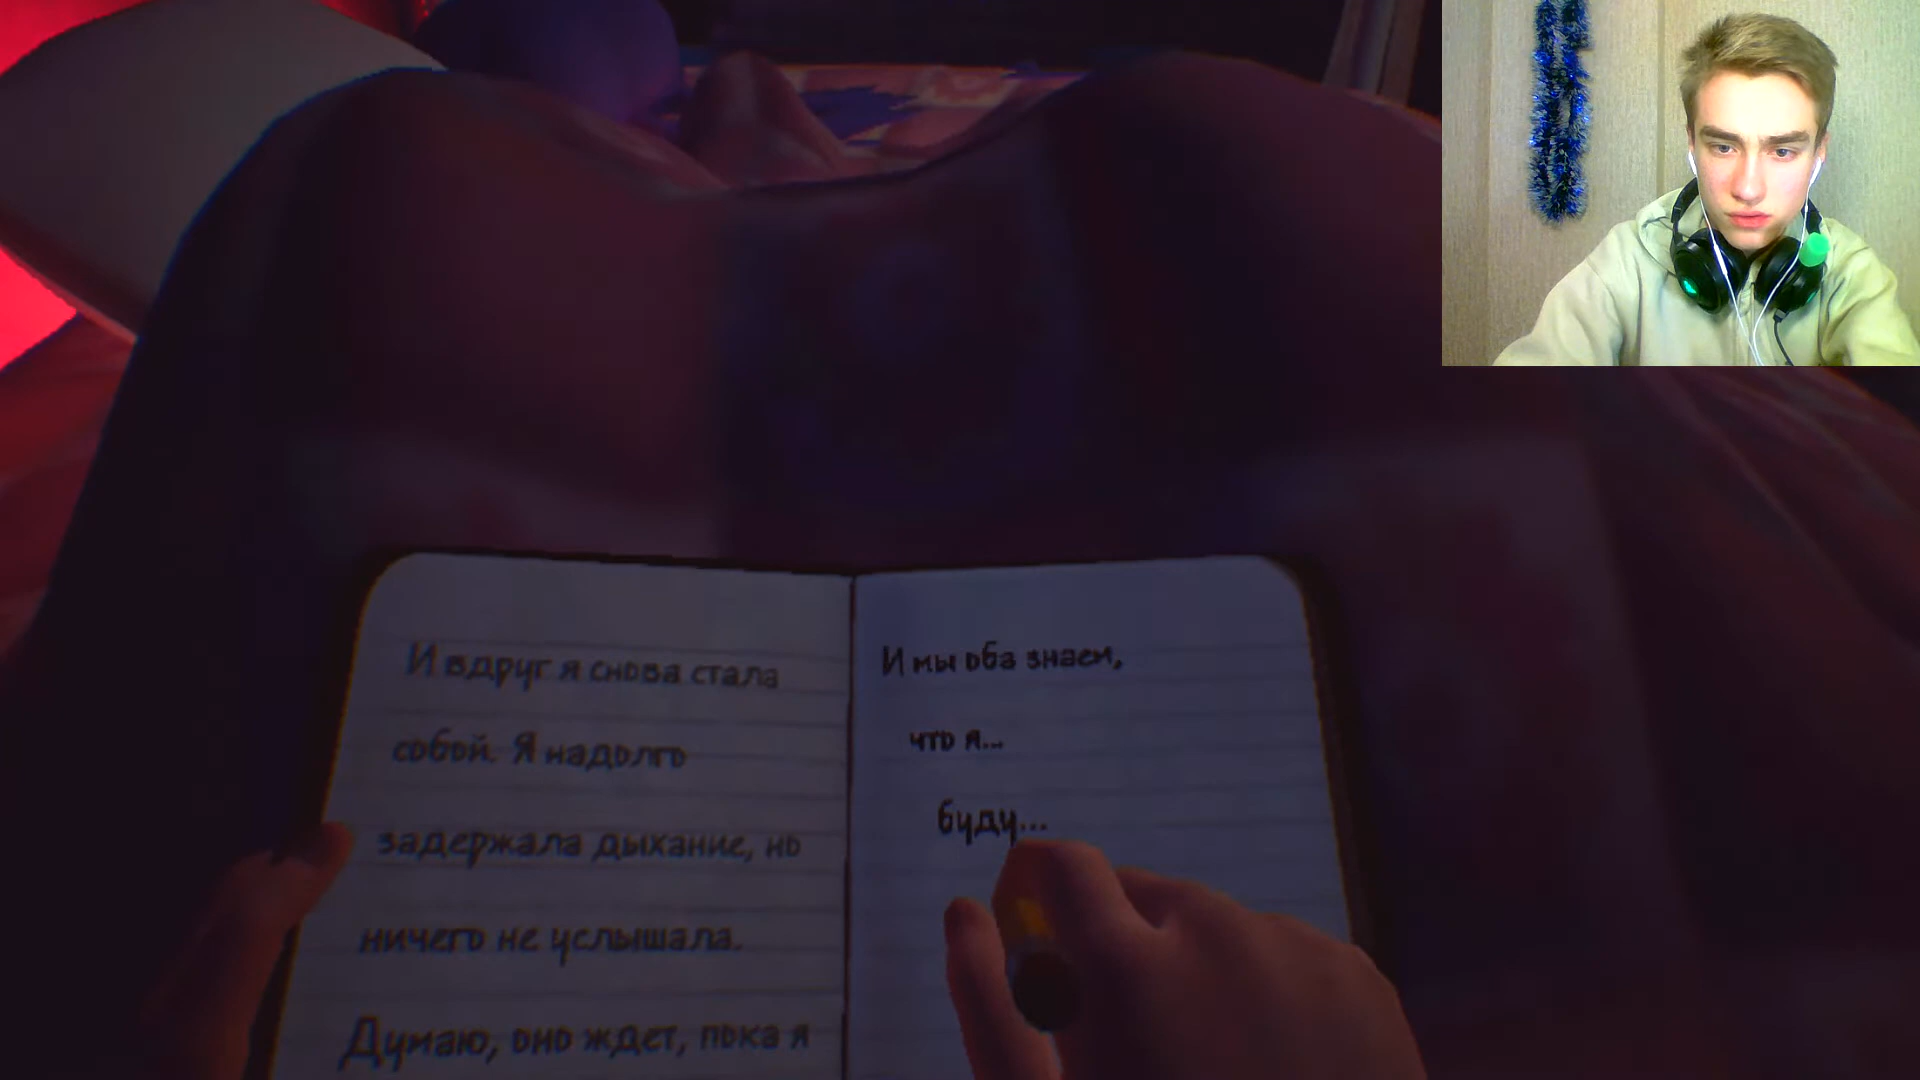 И вдруг я снова стала
собой. Я надолго
задержала дыхание, но
ничего не услышала.
Думаю, оно ждет, пока я
И мы оба знаем,
что я...
буду...